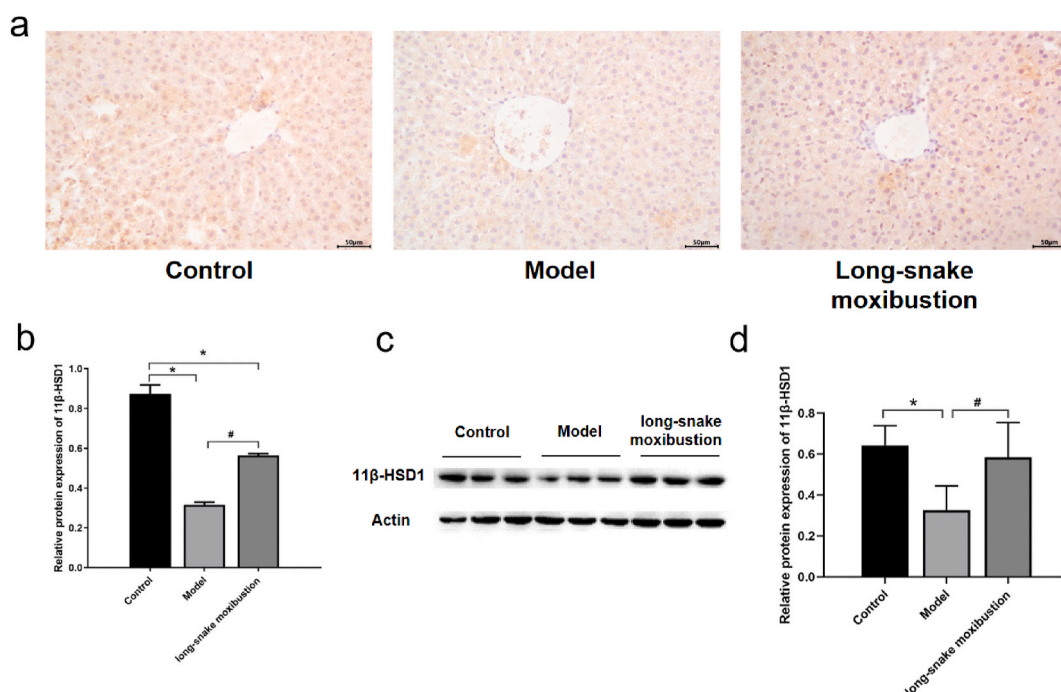 a
50μm
50μm
50μm
Control
Model
Long-snake
moxibustion
b
Relative protein expression of 11β-HSD1
1.0
0.8
0.6
0.4
0.2
0.0
*
*
#
Control
Model
long-snake moxibustion
c
Control
Model
long-snake
moxibustion
11β-HSD1
Actin
d
Relative protein expression of 11β-HSD1
0.8
0.6
0.4
0.2
0.0
*
#
Control
Model
long-snake moxibustion